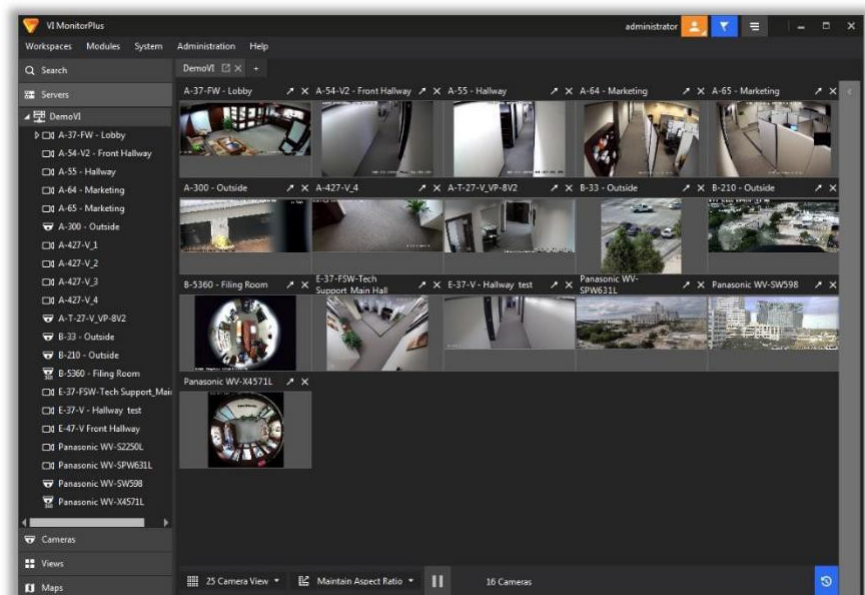 VI MonitorPlus
administrator
Workspaces Modules System Administration Help
Search
Servers
DemoVI
A-37-FW - Lobby
A-54-V2 - Front Hallway
A-55 - Hallway
A-64 - Marketing
A-65 - Marketing
A-300 - Outside
A-427-V_1
A-427-V_2
A-427-V_3
A-427-V_4
A-T-27-V_VP-8V2
B-33 - Outside
B-210 - Outside
B-5360 - Filing Room
E-37-FSW-Tech Support_Mai
E-37-V - Hallway test
E-47-V Front Hallway
Panasonic WV-S2250L
Panasonic WV-SPW631L
Panasonic WV-SW598
Panasonic WV-X4571L
Cameras
Views
Maps
DemoVI
A-37-FW - Lobby
A-54-V2 - Front Hallway
A-55 - Hallway
A-64 - Marketing
A-65 - Marketing
A-300 - Outside
A-427-V_4
A-T-27-V_VP-8V2
B-33 - Outside
B-210 - Outside
B-5360 - Filing Room
E-37-FSW-Tech
Support_Main Hall
E-37-V - Hallway test
Panasonic WV-
SPW631L
Panasonic WV-SW598
Panasonic WV-X4571L
25 Camera View
Maintain Aspect Ratio
16 Cameras